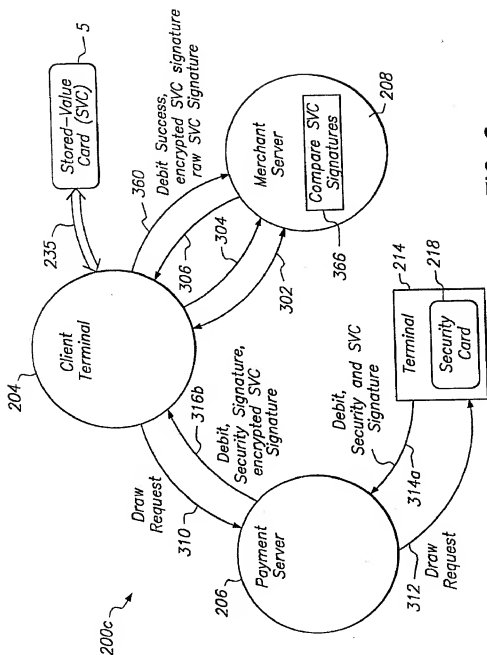 200c
204
Client
Terminal
235
Stored-Value
Card (SVC)
5
360
Debit Success,
encrypted SVC signature
raw SVC Signature
306
304
302
Merchant
Server
Compare SVC
Signatures
366
208
Draw
Request
310
316b
Debit,
Security Signature,
encrypted SVC
Signature
206
Payment
Server
Debit,
Security and SVC
Signature
314a
312
Draw
Request
214
218
Terminal
Security
Card